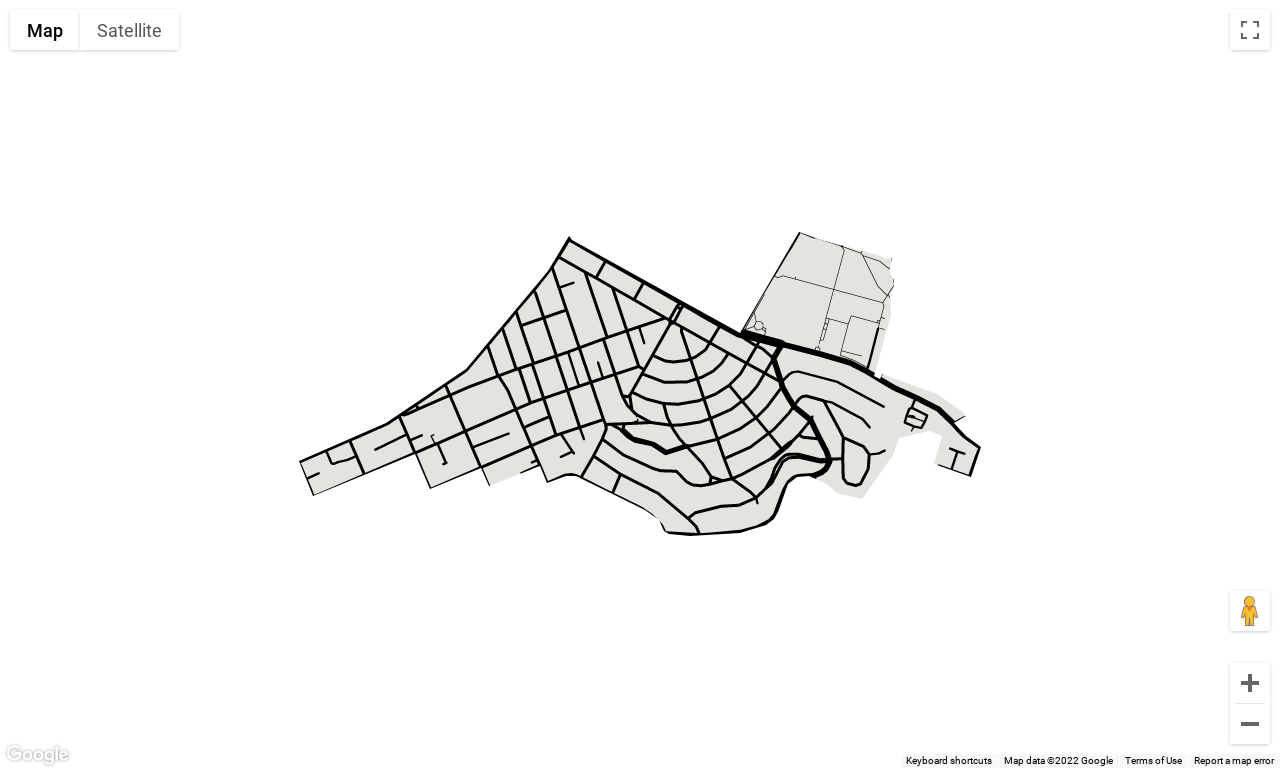 Map
Satellite
Google
Keyboard shortcuts
Map data ©2022 Google
Terms of Use
Report a map error